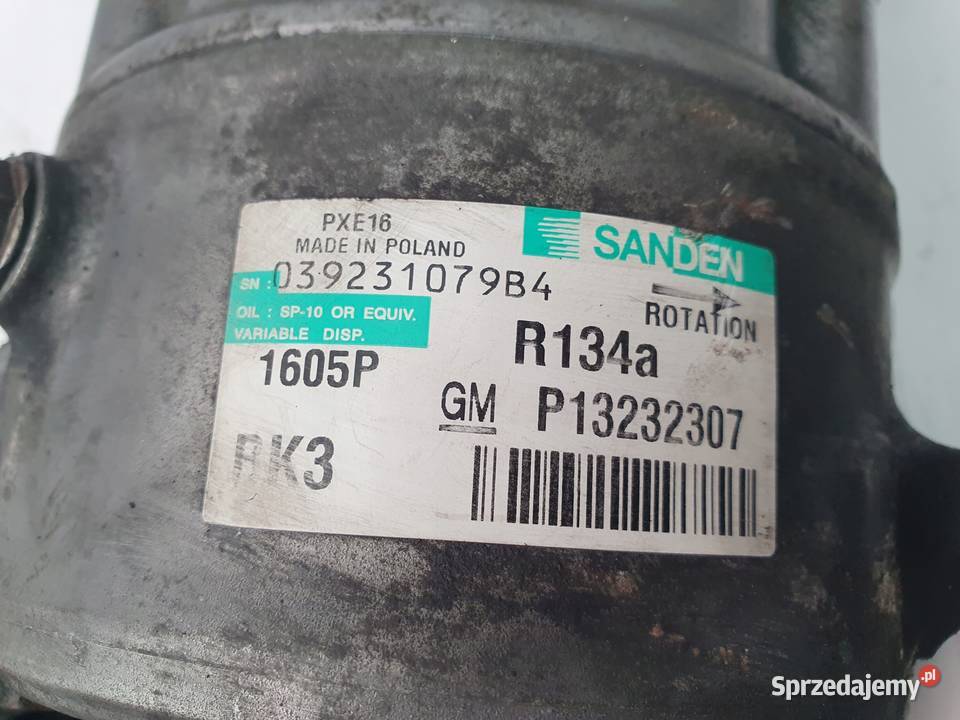 PXE16
MADE IN POLAND
SANDEN
SN : 039231079B4
ROTATION
OIL : SP-10 OR EQUIV.
VARIABLE DISP.
R134a
1605P
GM P13232307
Sprzedajemy.pl